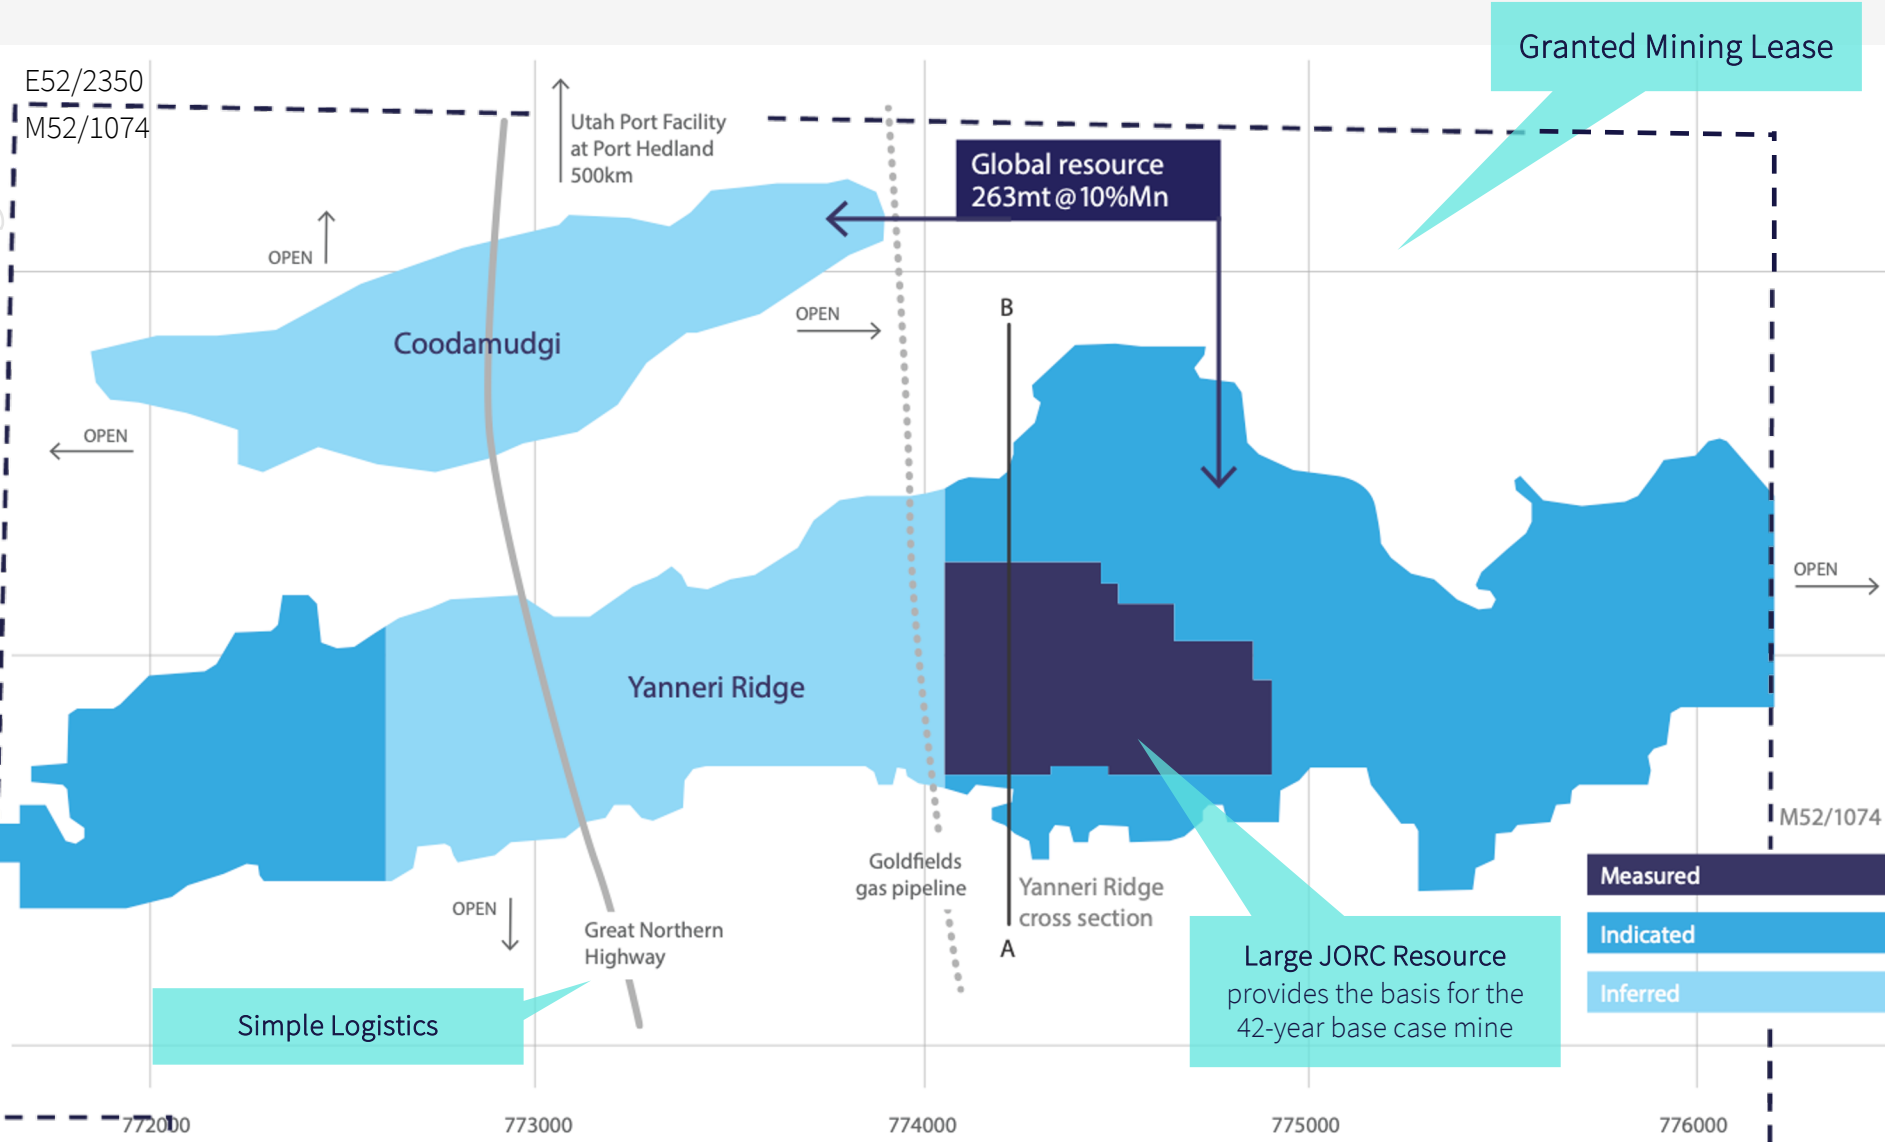 Granted Mining Lease
E52/2350
M52/1074
Utah Port Facility
at Port Hedland
500km
Global resource
263mt@10%Mn
OPEN
OPEN
B
Coodamudgi
OPEN
OPEN
Yanneri Ridge
M52/1074
Goldfields
gas pipeline
Yanneri Ridge
cross section
A
OPEN
Great Northern
Highway
Measured
Indicated
Inferred
Large JORC Resource
provides the basis for the
42-year base case mine
Simple Logistics
772000
773000
774000
775000
776000